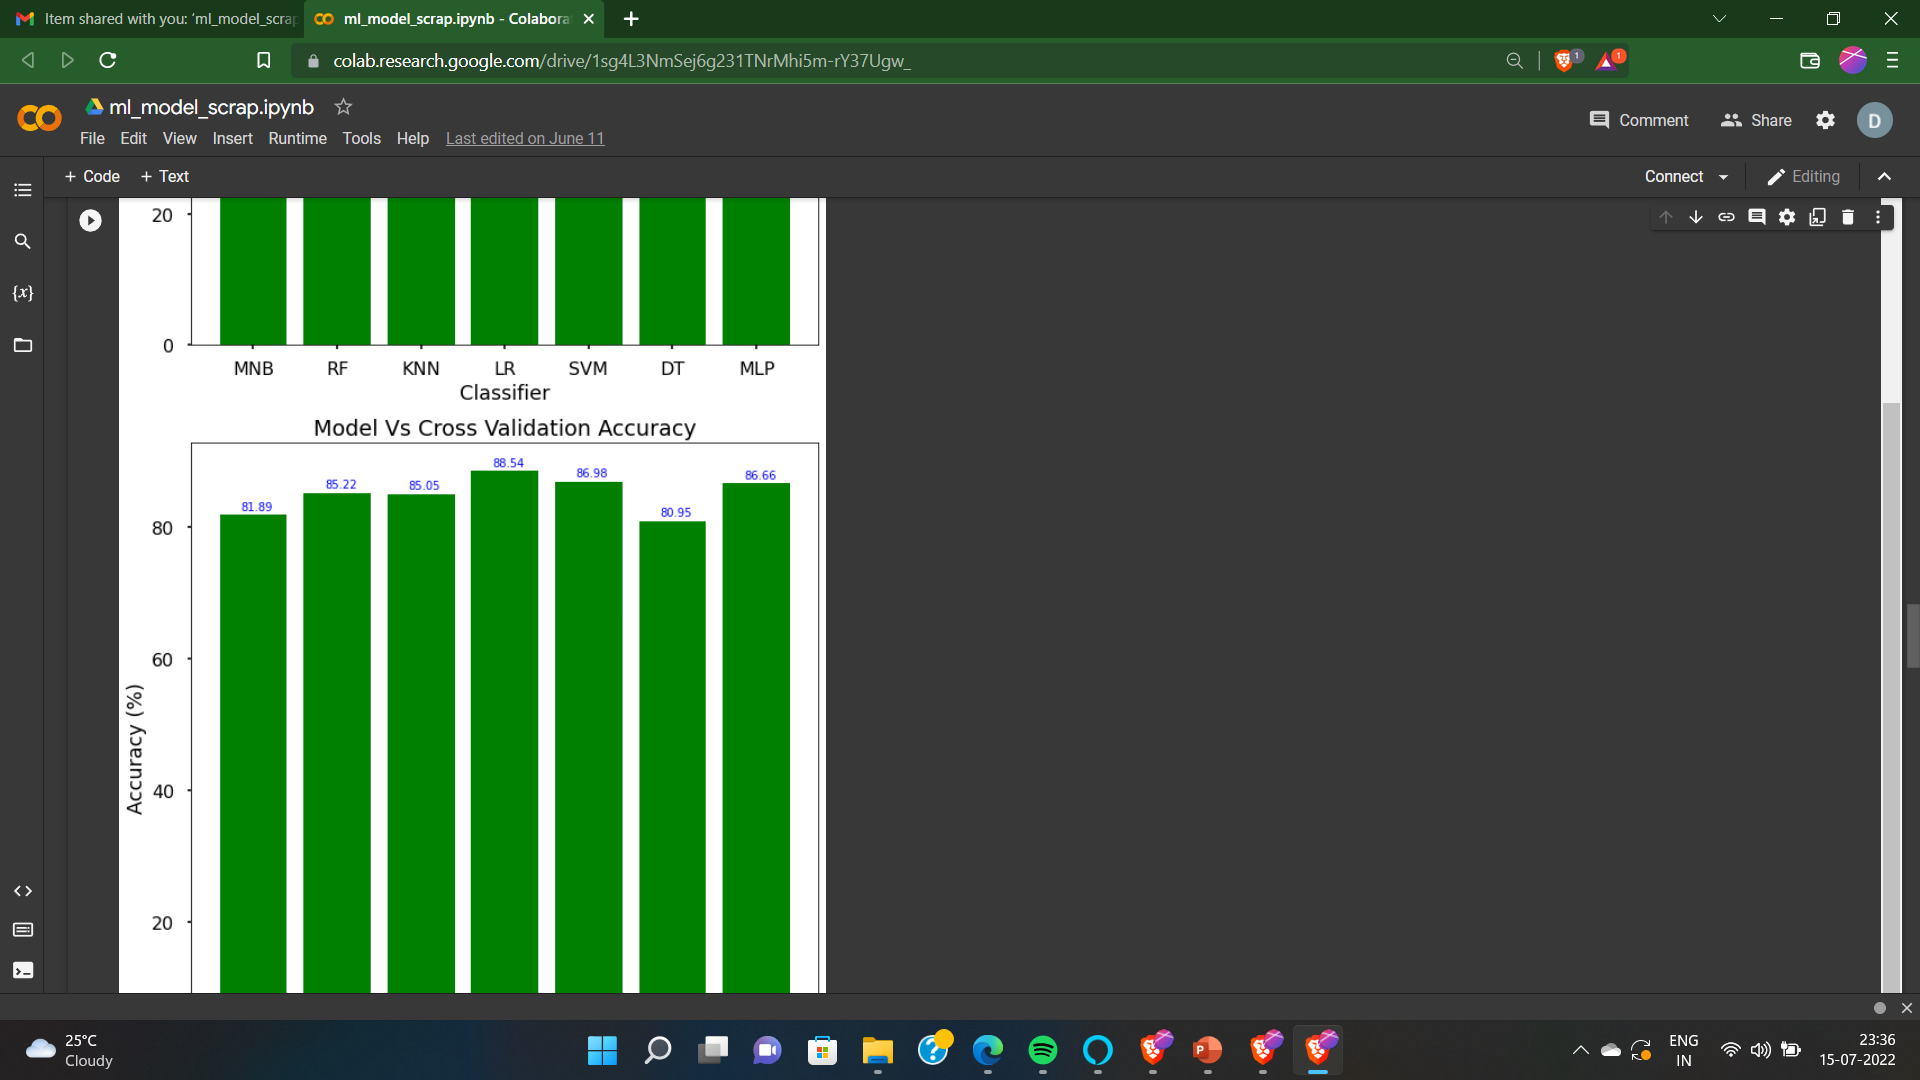 Item shared with you: 'ml_model_scrap
ml_model_scrap.ipynb - Colabora
colab.research.google.com/drive/1sg4L3NmSej6g231TNrMhi5m-rY37Ugw_
1
1
ml_model_scrap.ipynb
File Edit View Insert Runtime Tools Help Last edited on June 11
Comment Share D
+ Code + Text
Connect Editing
{x}
20
0
MNB RF KNN LR SVM DT MLP
Classifier
Model Vs Cross Validation Accuracy
81.89 85.22 85.05 88.54 86.98 80.95 86.66
80
60
40
20
Accuracy (%)
25°C
Cloudy
ENG
IN
23:36
15-07-2022